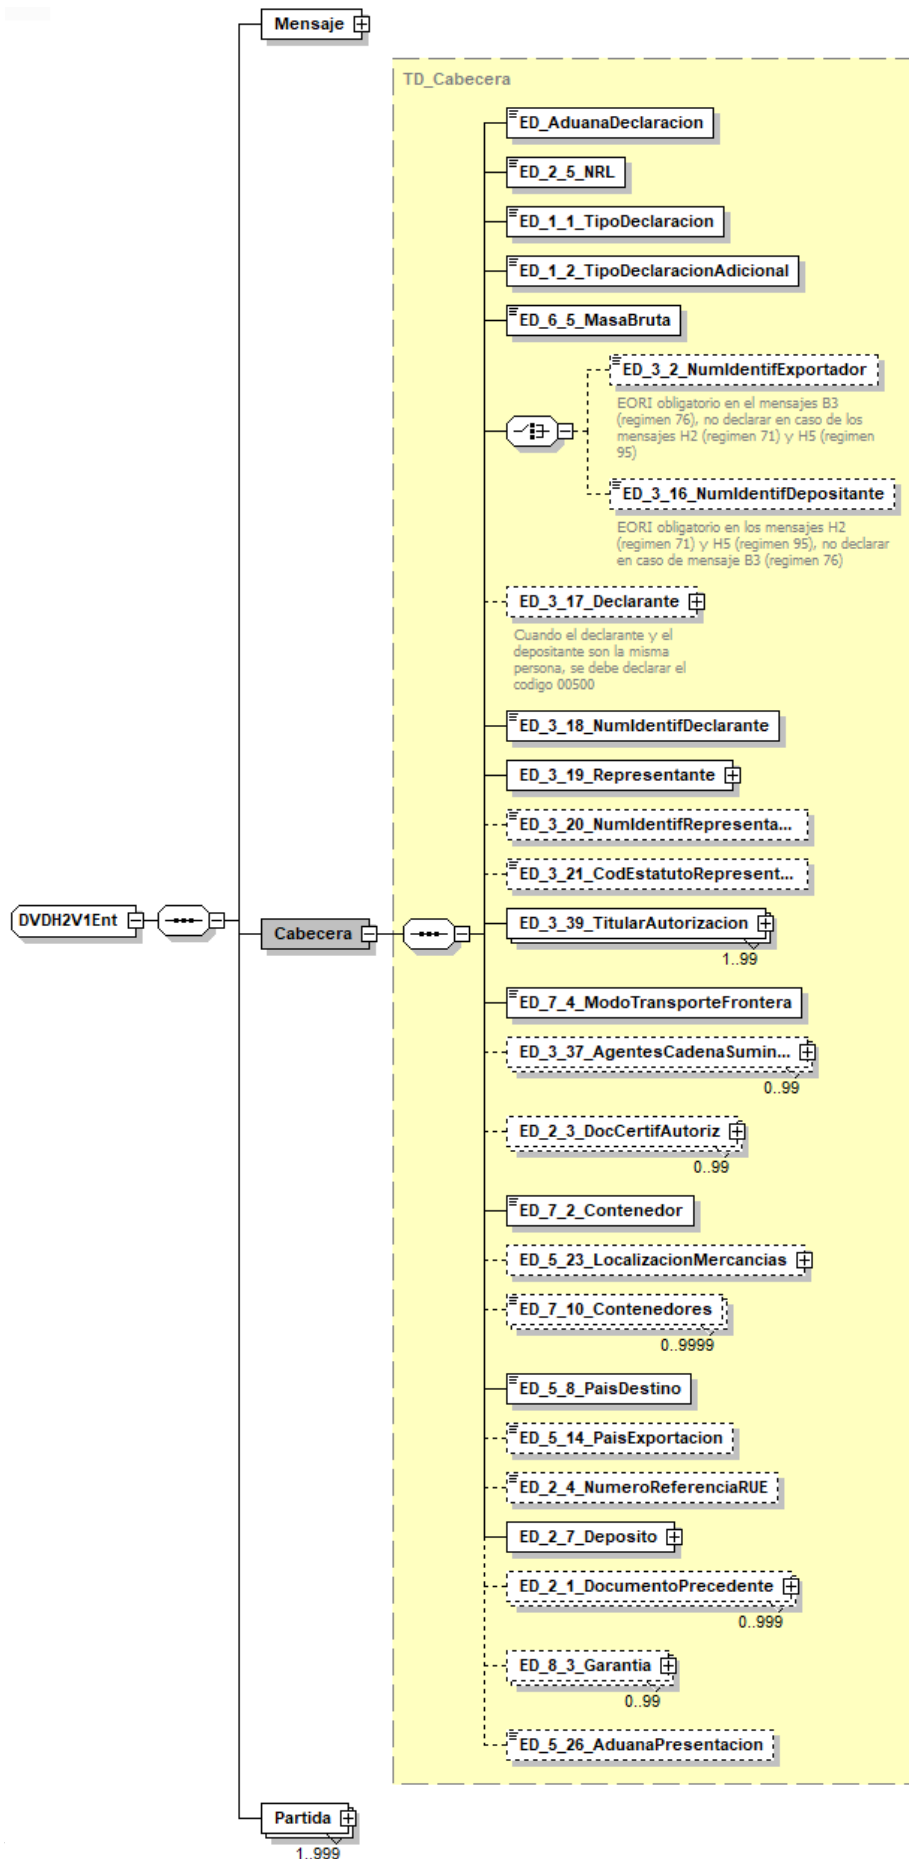 Mensaje
TD_Cabecera
ED_AduanaDeclaracion
ED_2_5_NRL
ED_1_1_TipoDeclaracion
ED_1_2_TipoDeclaracionAdicional
ED_6_5_MasaBruta
ED_3_2_NumIdentifExportador
EORI obligatorio en el mensajes B3
(regimen 76), no declarar en caso de los
mensajes H2 (regimen 71) y H5 (regimen
95)
ED_3_16_NumIdentifDepositante
EORI obligatorio en los mensajes H2
(regimen 71) y H5 (regimen 95), no declarar
en caso de mensaje B3 (regimen 76)
ED_3_17_Declarante
Cuando el declarante y el
depositante son la misma
persona, se debe declarar el
codigo 00500
ED_3_18_NumIdentifDeclarante
ED_3_19_Representante
ED_3_20_NumIdentifRepresenta...
ED_3_21_CodEstatutoRepresent...
DVDH2V1Ent
Cabecera
ED_3_39_TitularAutorizacion
1..99
ED_7_4_ModoTransporteFrontera
ED_3_37_AgentesCadenaSumin...
0..99
ED_2_3_DocCertifAutoriz
0..99
ED_7_2_Contenedor
ED_5_23_LocalizacionMercancias
ED_7_10_Contenedores
0..9999
ED_5_8_PaisDestino
ED_5_14_PaisExportacion
ED_2_4_NumeroReferenciaRUE
ED_2_7_Deposito
ED_2_1_DocumentoPrecedente
0..999
ED_8_3_Garantia
0..99
ED_5_26_AduanaPresentacion
Partida
1..999